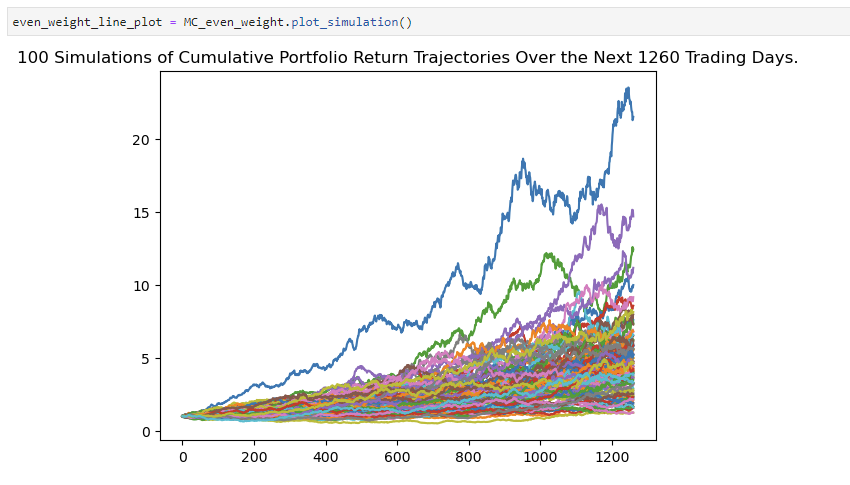 even_weight_line_plot = MC_even_weight.plot_simulation()
100 Simulations of Cumulative Portfolio Return Trajectories Over the Next 1260 Trading Days.
20
15
10
5
0
0 200 400 600 800 1000 1200